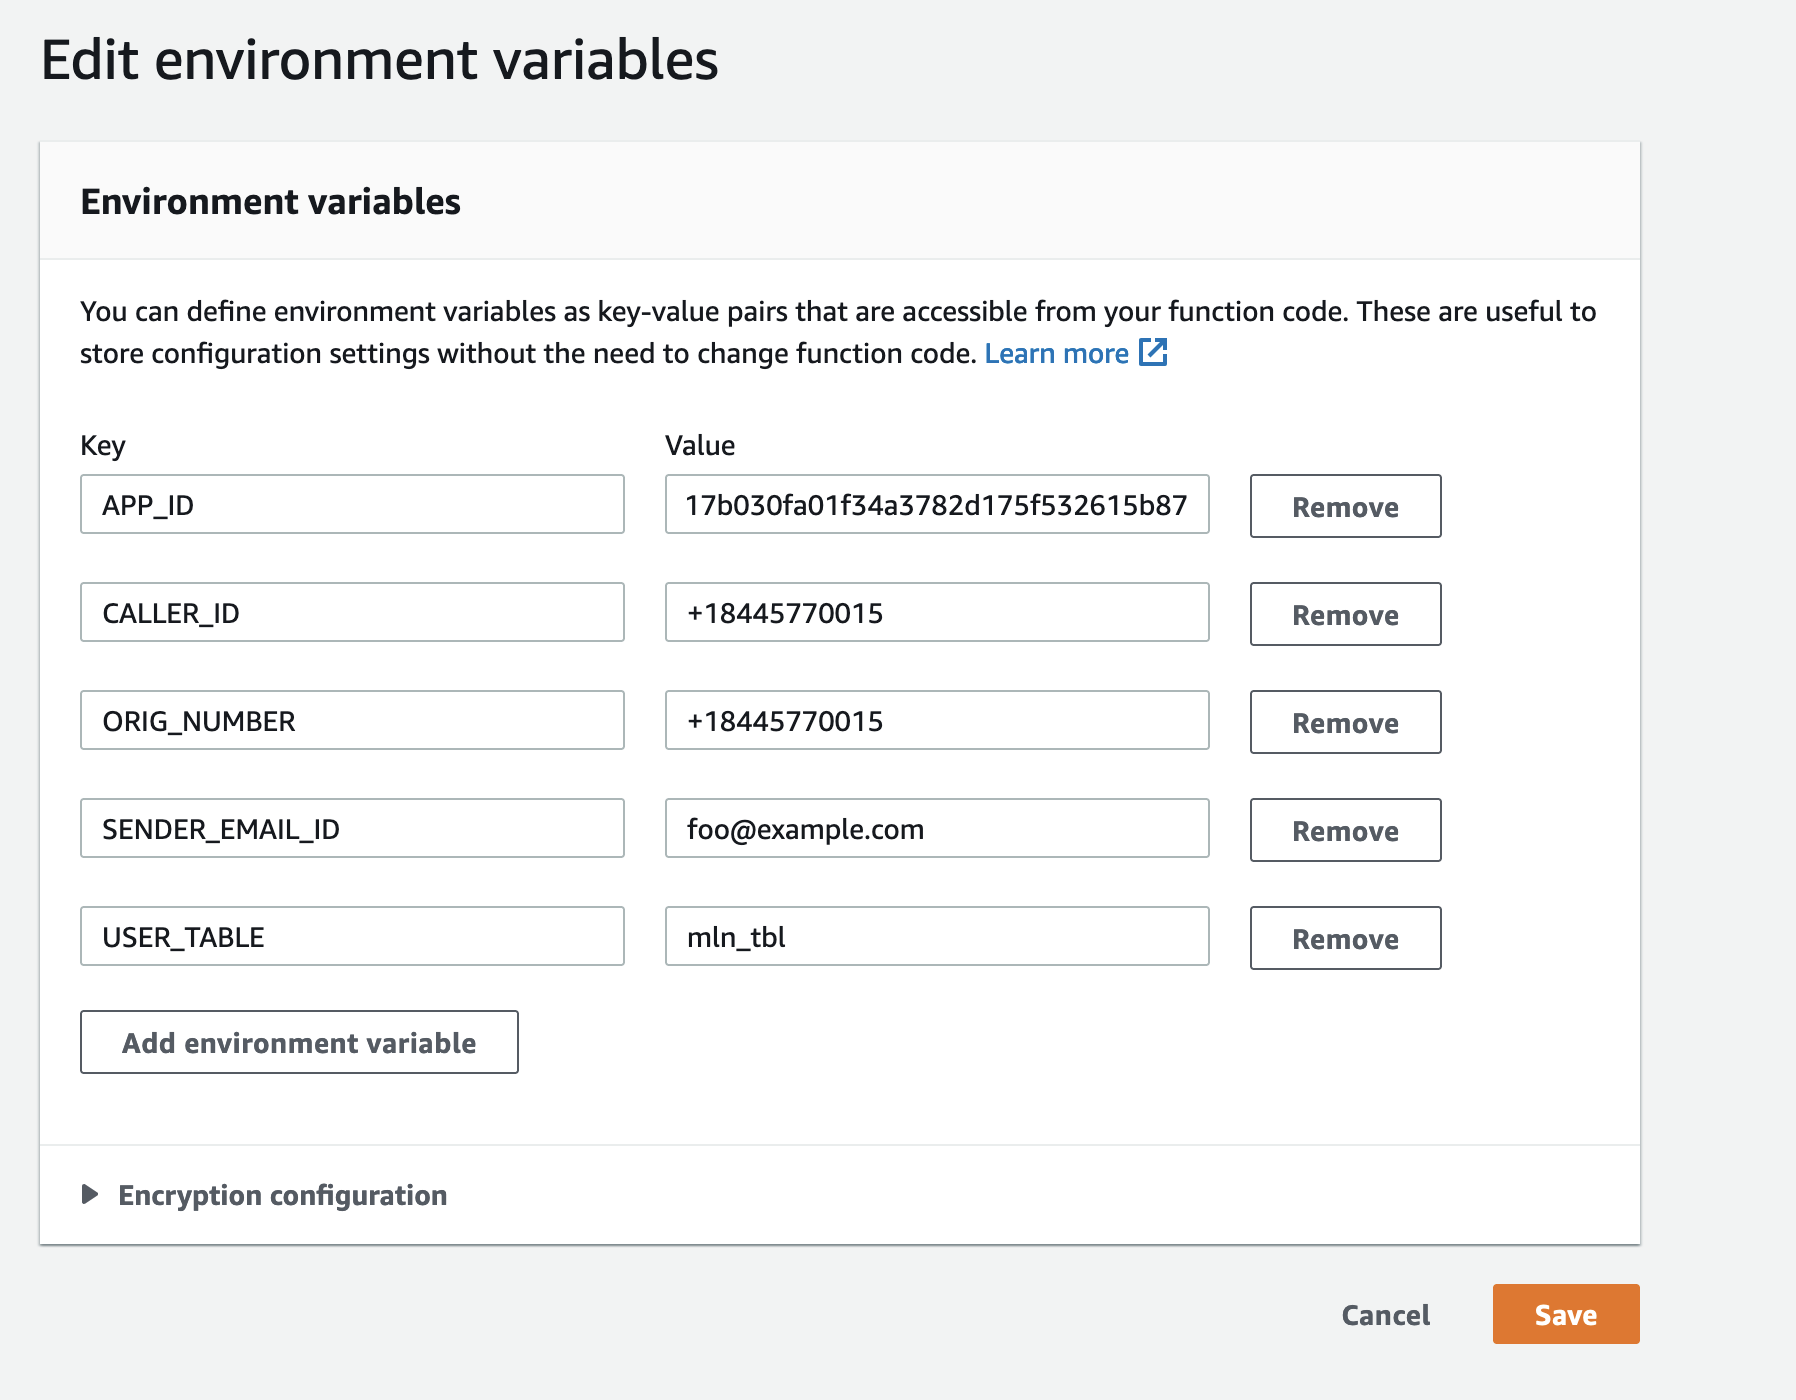 Edit environment variables
Environment variables
You can define environment variables as key-value pairs that are accessible from your function code. These are useful to
store configuration settings without the need to change function code. Learn more
Key Value
APP_ID 17b030fa01f34a3782d175f532615b87 Remove
CALLER_ID +18445770015 Remove
ORIG_NUMBER +18445770015 Remove
SENDER_EMAIL_ID foo@example.com Remove
USER_TABLE mln_tbl Remove
Add environment variable
Encryption configuration
Cancel Save